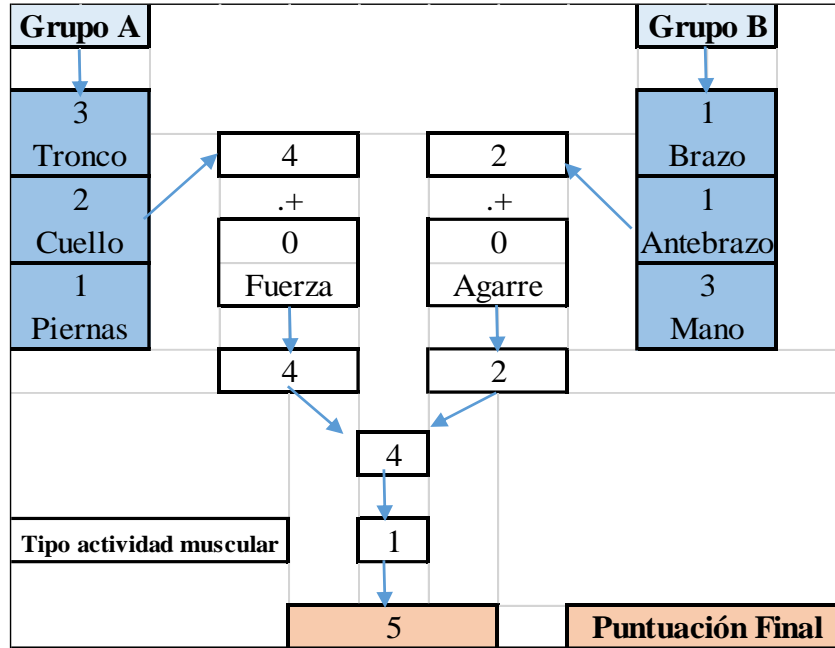 Grupo A
Grupo B
3
Tronco
2
Cuello
1
Piernas
4
.+
0
Fuerza
4
2
.+
0
Agarre
2
1
Brazo
1
Antebrazo
3
Mano
4
Tipo actividad muscular
1
5
Puntuación Final